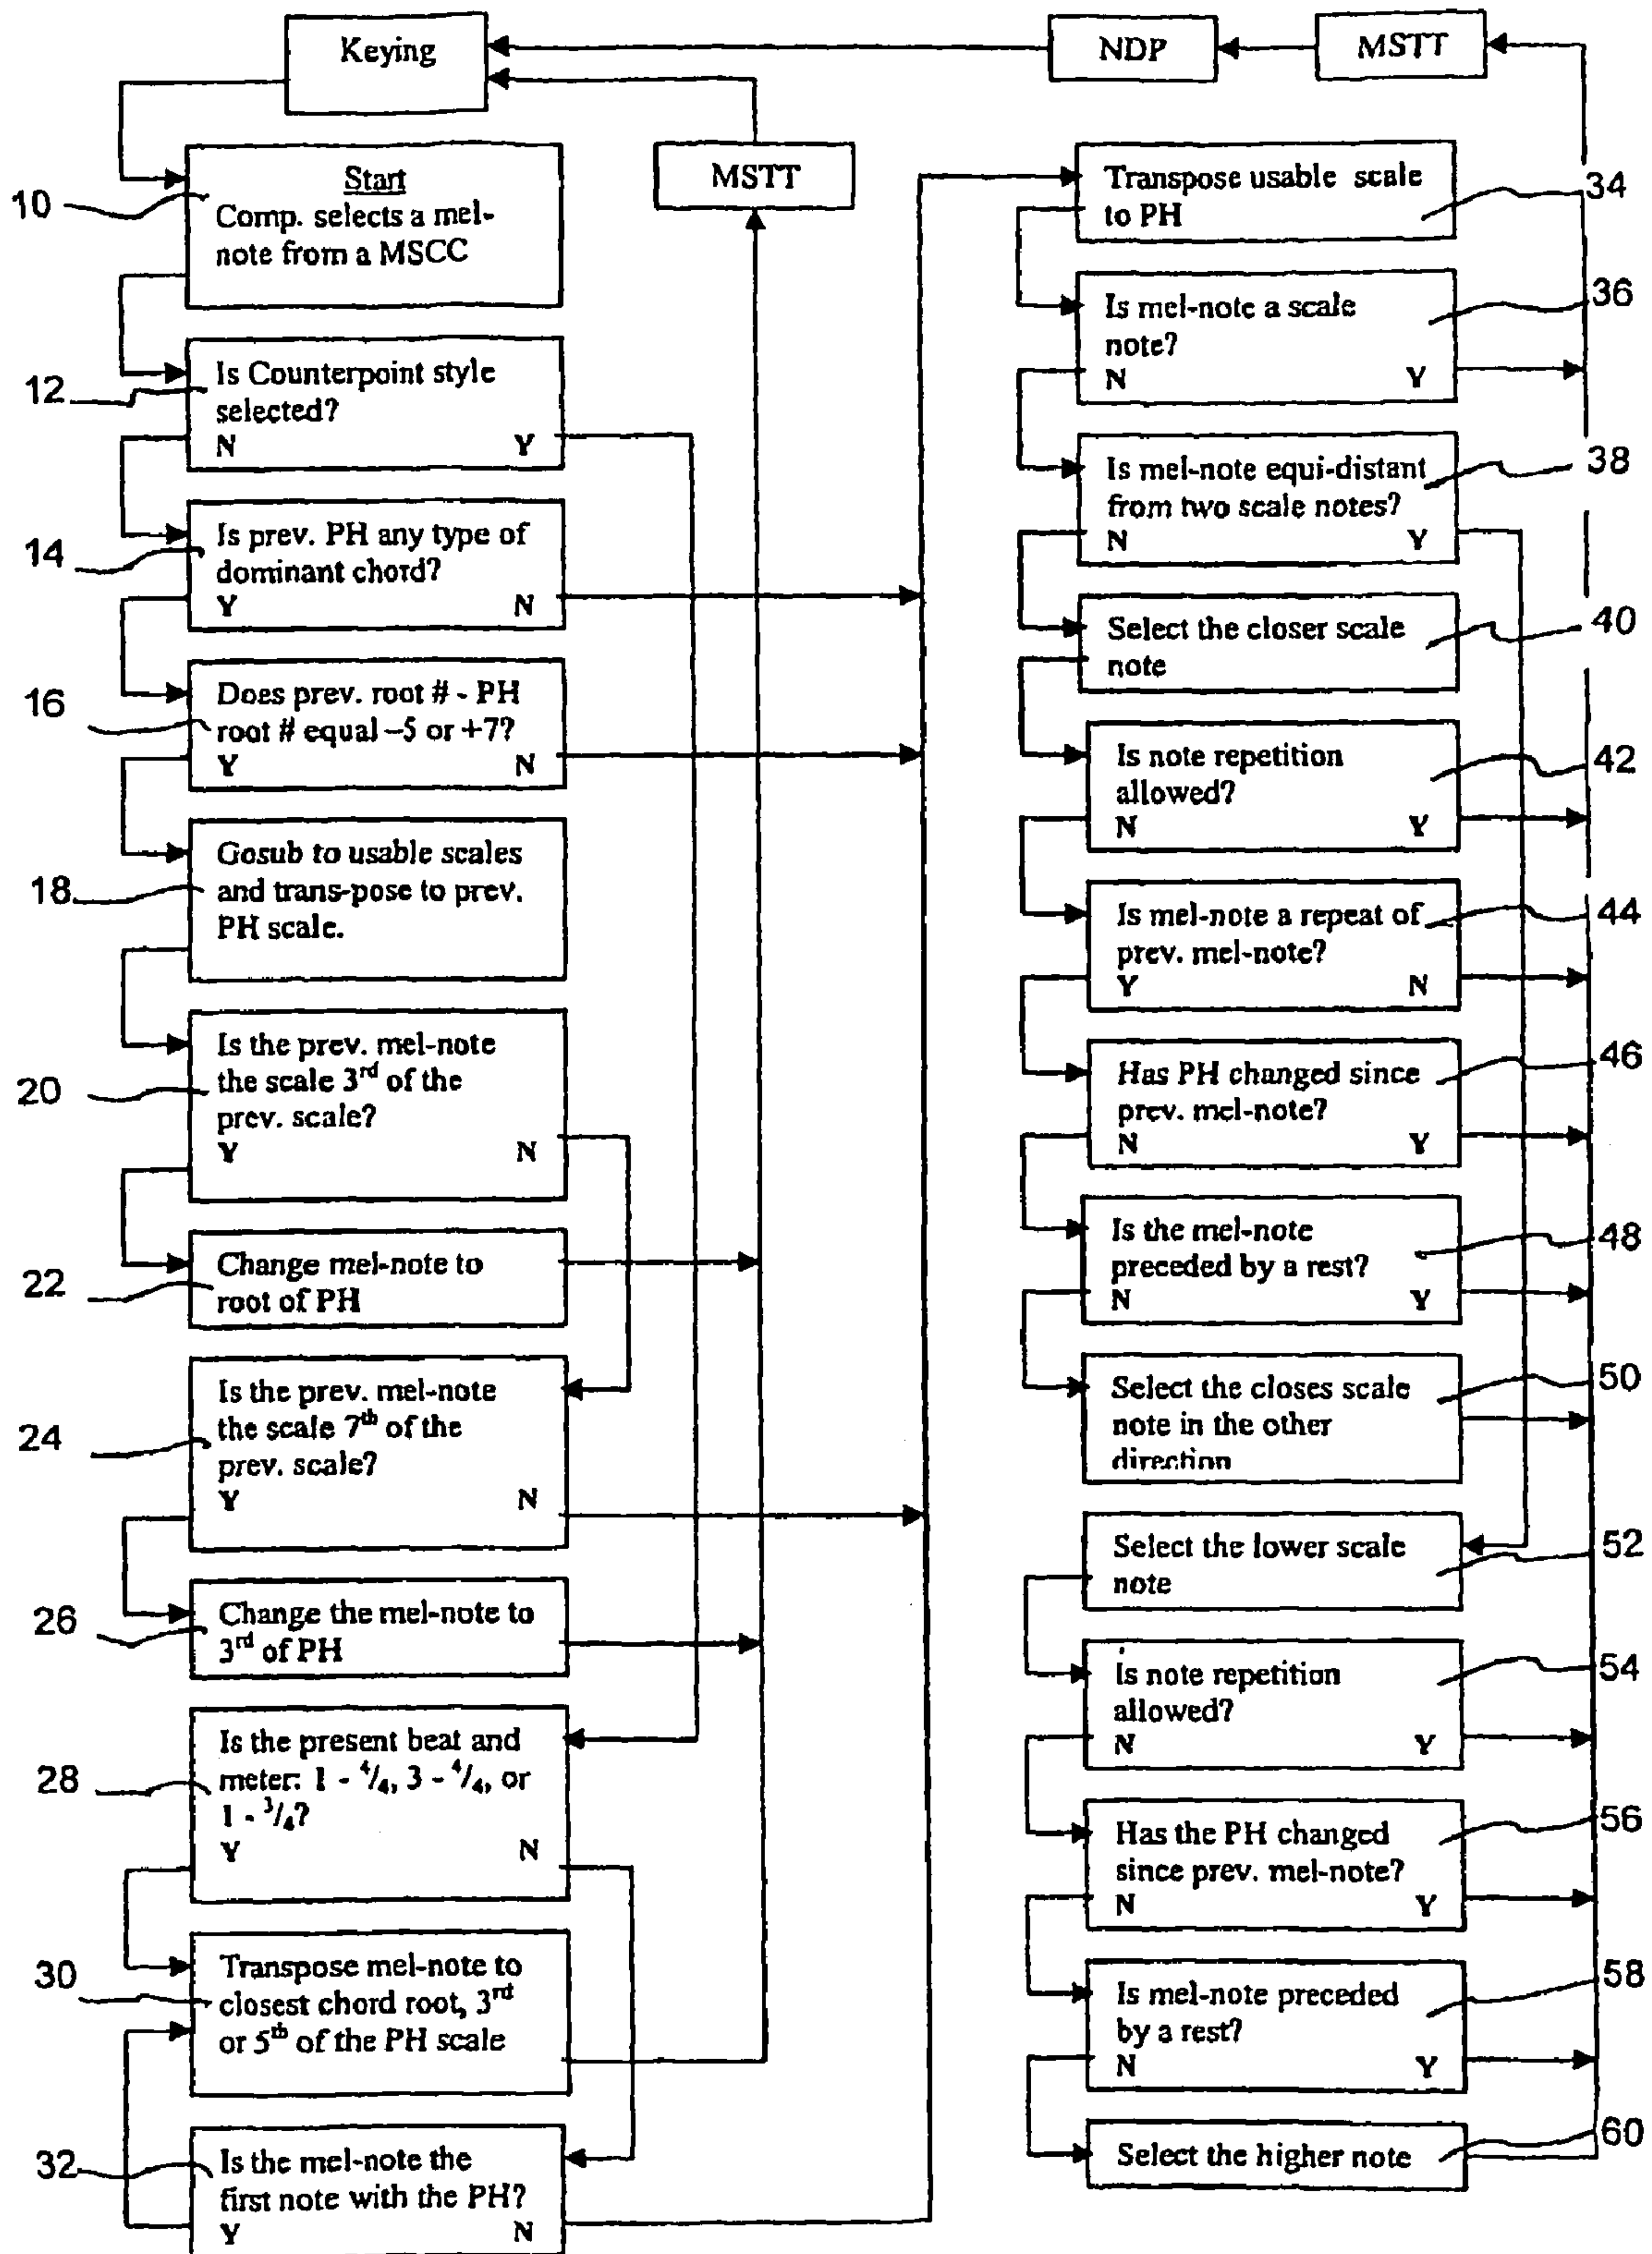 Keying
NDP
MSTT
MSTT
10
Start
Comp. selects a mel-
note from a MSCC
12
Is Counterpoint style
selected?
N Y
14
Is prev. PH any type of
dominant chord?
Y N
16
Does prev. root # - PH
root # equal –5 or +7?
Y N
18
Gosub to usable scales
and trans-pose to prev.
PH scale.
20
Is the prev. mel-note
the scale 3rd of the
prev. scale?
Y N
22
Change mel-note to
root of PH
24
Is the prev. mel-note
the scale 7th of the
prev. scale?
Y N
26
Change the mel-note to
3rd of PH
28
Is the present beat and
meter: 1 - 4/4, 3 - 4/4, or
1 - 3/4?
Y N
30
Transpose mel-note to
closest chord root, 3rd
or 5th of the PH scale
32
Is the mel-note the
first note with the PH?
Y N
Transpose usable scale
to PH
34
Is mel-note a scale
note?
N Y
36
Is mel-note equi-distant
from two scale notes?
N Y
38
Select the closer scale
note
40
Is note repetition
allowed?
N Y
42
Is mel-note a repeat of
prev. mel-note?
Y N
44
Has PH changed since
prev. mel-note?
N Y
46
Is the mel-note
preceded by a rest?
N Y
48
Select the closes scale
note in the other
direction
50
Select the lower scale
note
52
Is note repetition
allowed?
N Y
54
Has the PH changed
since prev. mel-note?
N Y
56
Is mel-note preceded
by a rest?
N Y
58
Select the higher note
60